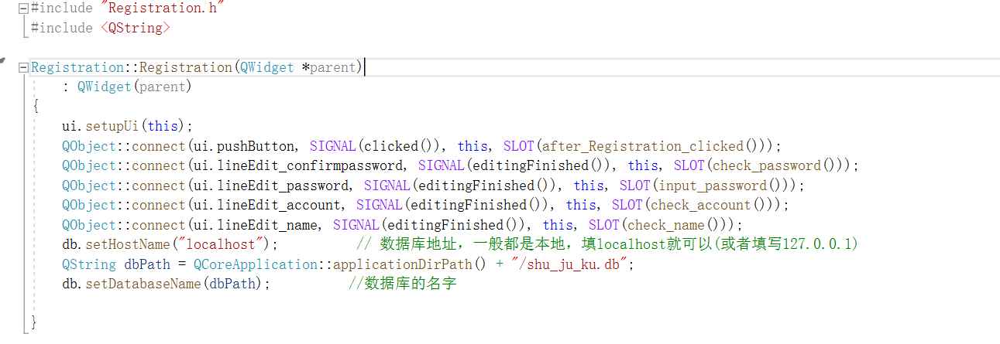 #include "Registration.h"
#include <QString>
Registration::Registration(QWidget *parent)
: QWidget(parent)
{
ui.setupUi(this);
QObject::connect(ui.pushButton, SIGNAL(clicked()), this, SLOT(after_Registration_clicked()));
QObject::connect(ui.lineEdit_confirmpassword, SIGNAL(editingFinished()), this, SLOT(check_password()));
QObject::connect(ui.lineEdit_password, SIGNAL(editingFinished()), this, SLOT(input_password()));
QObject::connect(ui.lineEdit_account, SIGNAL(editingFinished()), this, SLOT(check_account()));
QObject::connect(ui.lineEdit_name, SIGNAL(editingFinished()), this, SLOT(check_name()));
db.setHostName("localhost"); // 数据库地址，一般都是本地，填localhost就可以(或者填写127.0.0.1)
QString dbPath = QCoreApplication::applicationDirPath() + "/shu_ju_ku.db";
db.setDatabaseName(dbPath); //数据库的名字
}